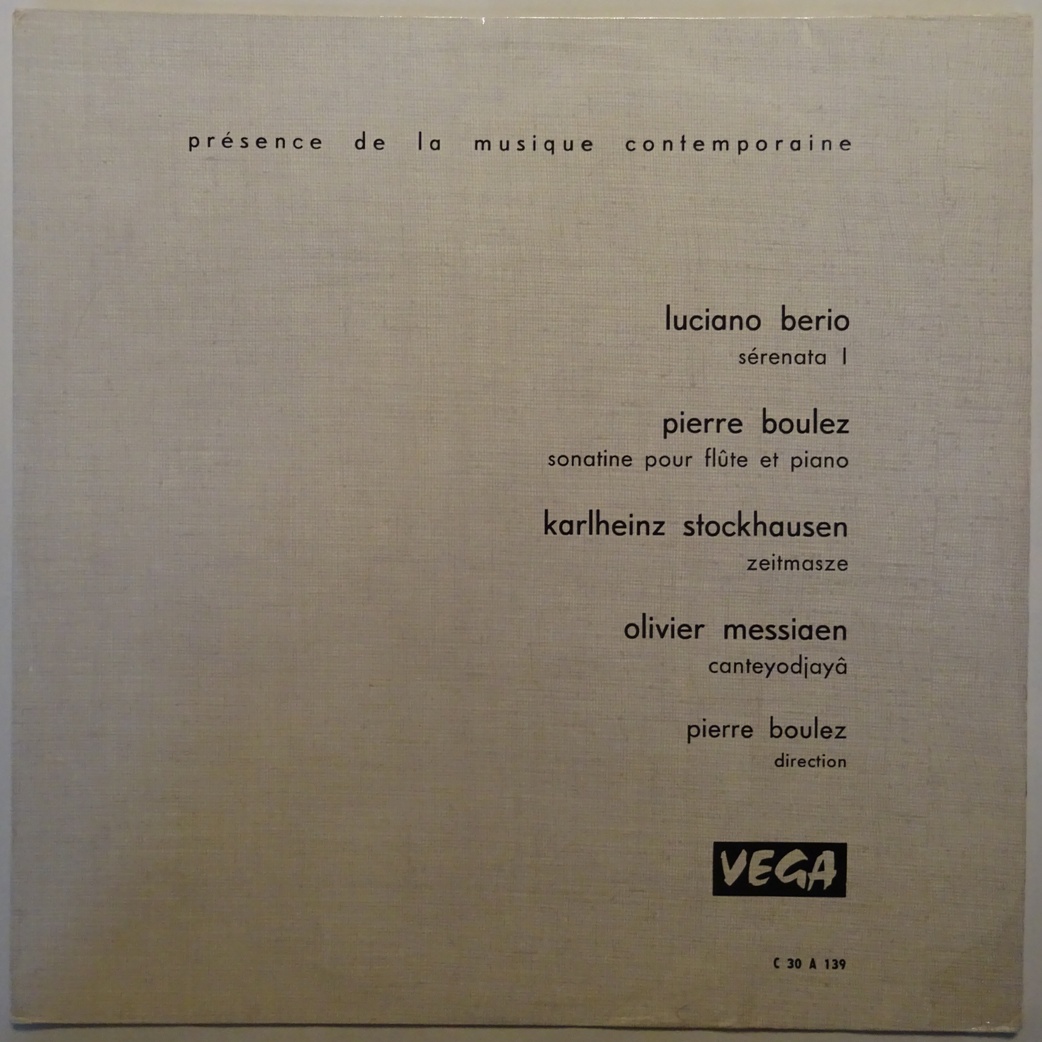 présence de la musique contemporaine
luciano berio
sérenata I
pierre boulez
sonatine pour flûte et piano
karlheinz stockhausen
zeitmasze
olivier messiaen
canteyodjayâ
pierre boulez
direction
VEGA
C 30 A 139